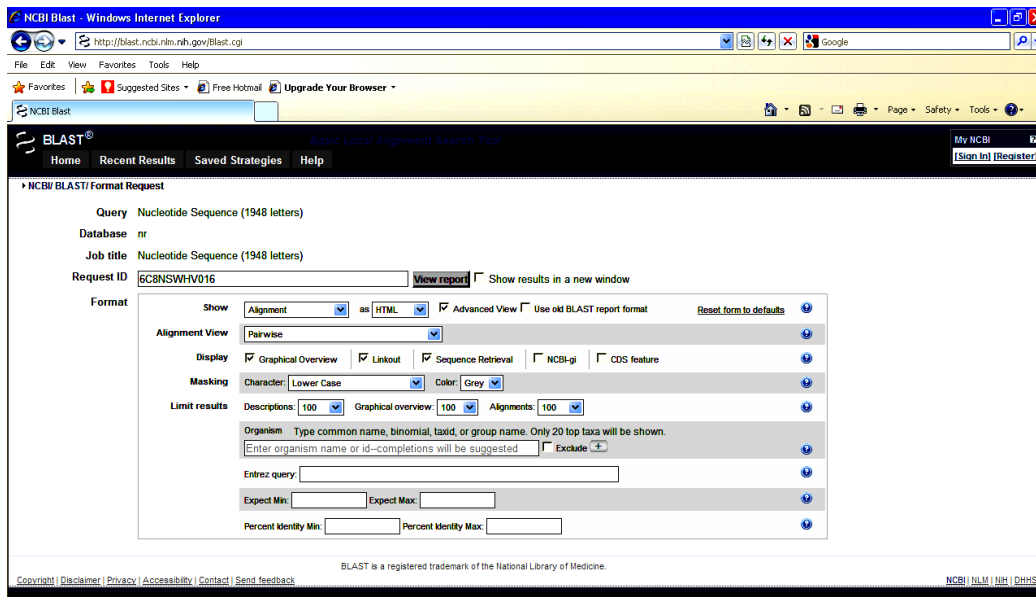 NCBI Blast - Windows Internet Explorer
http://blast.ncbi.nlm.nih.gov/Blast.cgi
Google
File Edit View Favorites Tools Help
Favorites Suggested Sites Free Hotmail Upgrade Your Browser
NCBI Blast
Page Safety Tools
BLAST®
Basic Local Alignment Search Tool
My NCBI
Home Recent Results Saved Strategies Help
[Sign In] [Register]
NCBI/ BLAST/ Format Request
Query Nucleotide Sequence (1948 letters)
Database nr
Job title Nucleotide Sequence (1948 letters)
Request ID 6C8NSWHV016 View report Show results in a new window
Format Show Alignment as HTML Advanced View Use old BLAST report format Reset form to defaults
Alignment View Pairwise
Display Graphical Overview Linkout Sequence Retrieval NCBI-gi CDS feature
Masking Character: Lower Case Color: Grey
Limit results Descriptions: 100 Graphical overview: 100 Alignments: 100
Organism Type common name, binomial, taxid, or group name. Only 20 top taxa will be shown.
Enter organism name or id--completions will be suggested Exclude +
Entrez query:
Expect Min: Expect Max:
Percent Identity Min: Percent Identity Max:
BLAST is a registered trademark of the National Library of Medicine.
Copyright | Disclaimer | Privacy | Accessibility | Contact | Send feedback NCBI | NLM | NIH | DHHS